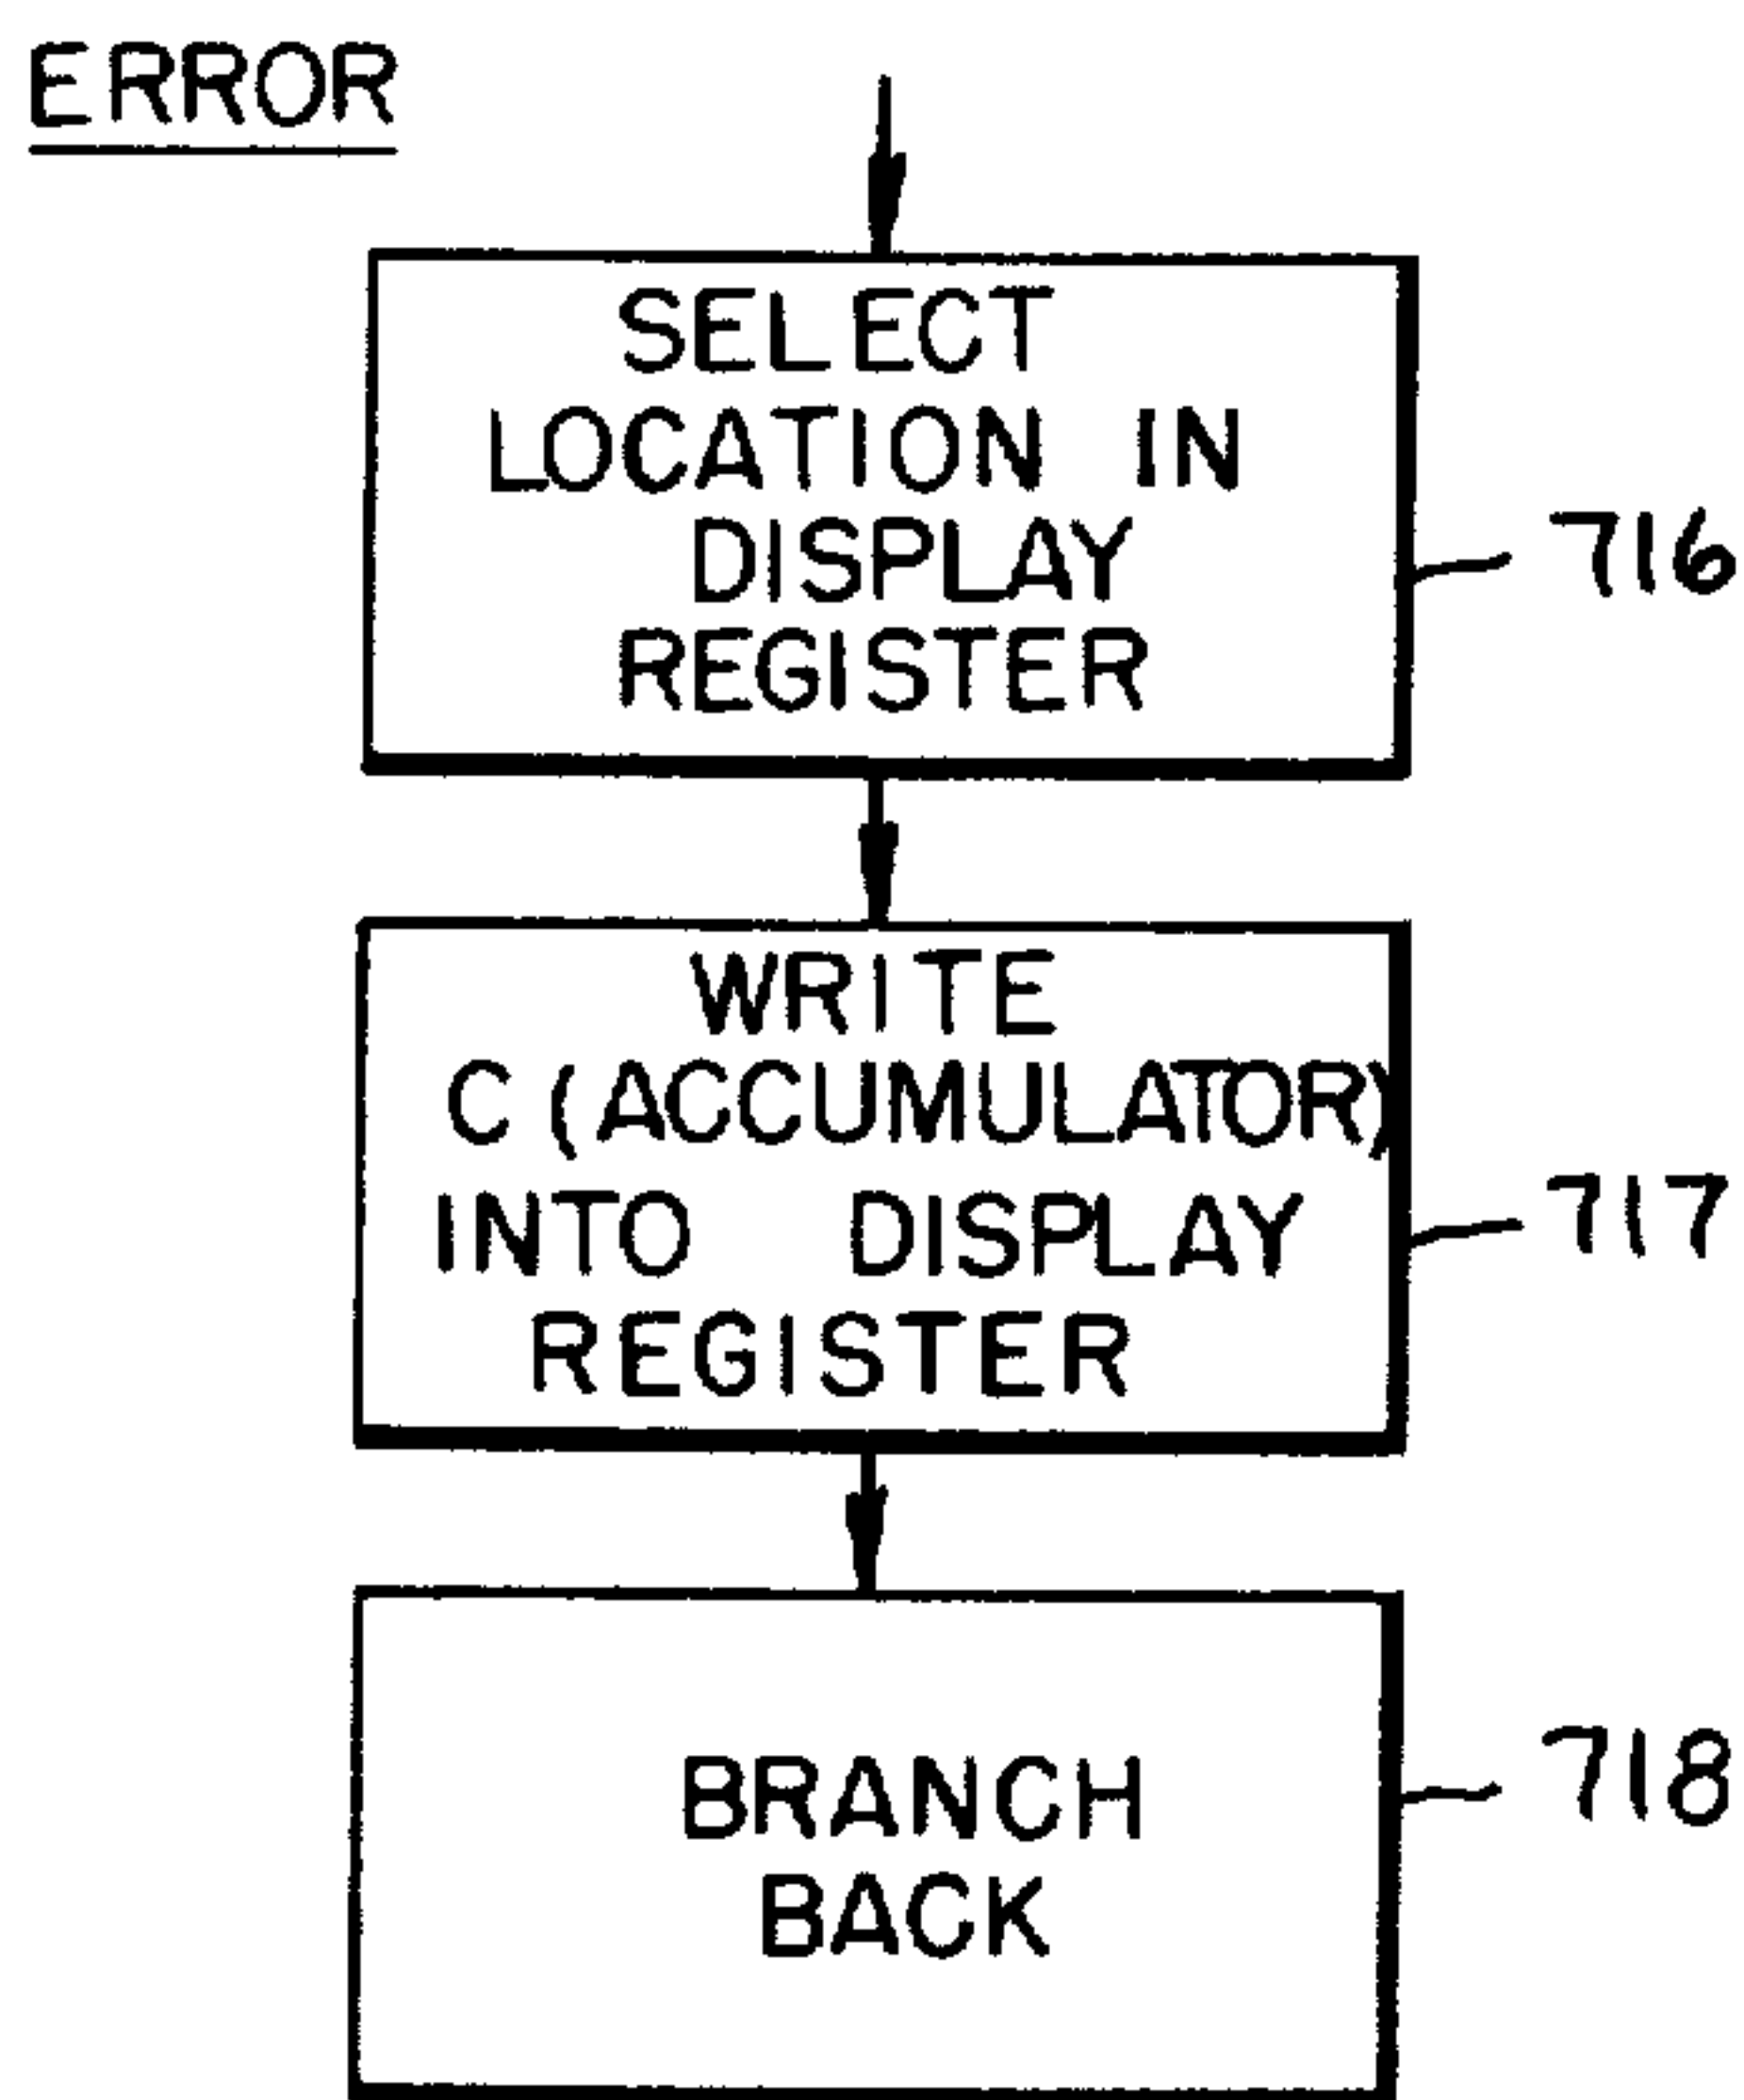 ERROR
SELECT
LOCATION IN
DISPLAY
REGISTER
716
WRITE
C (ACCUMULATOR)
INTO DISPLAY
REGISTER
717
BRANCH
BACK
718